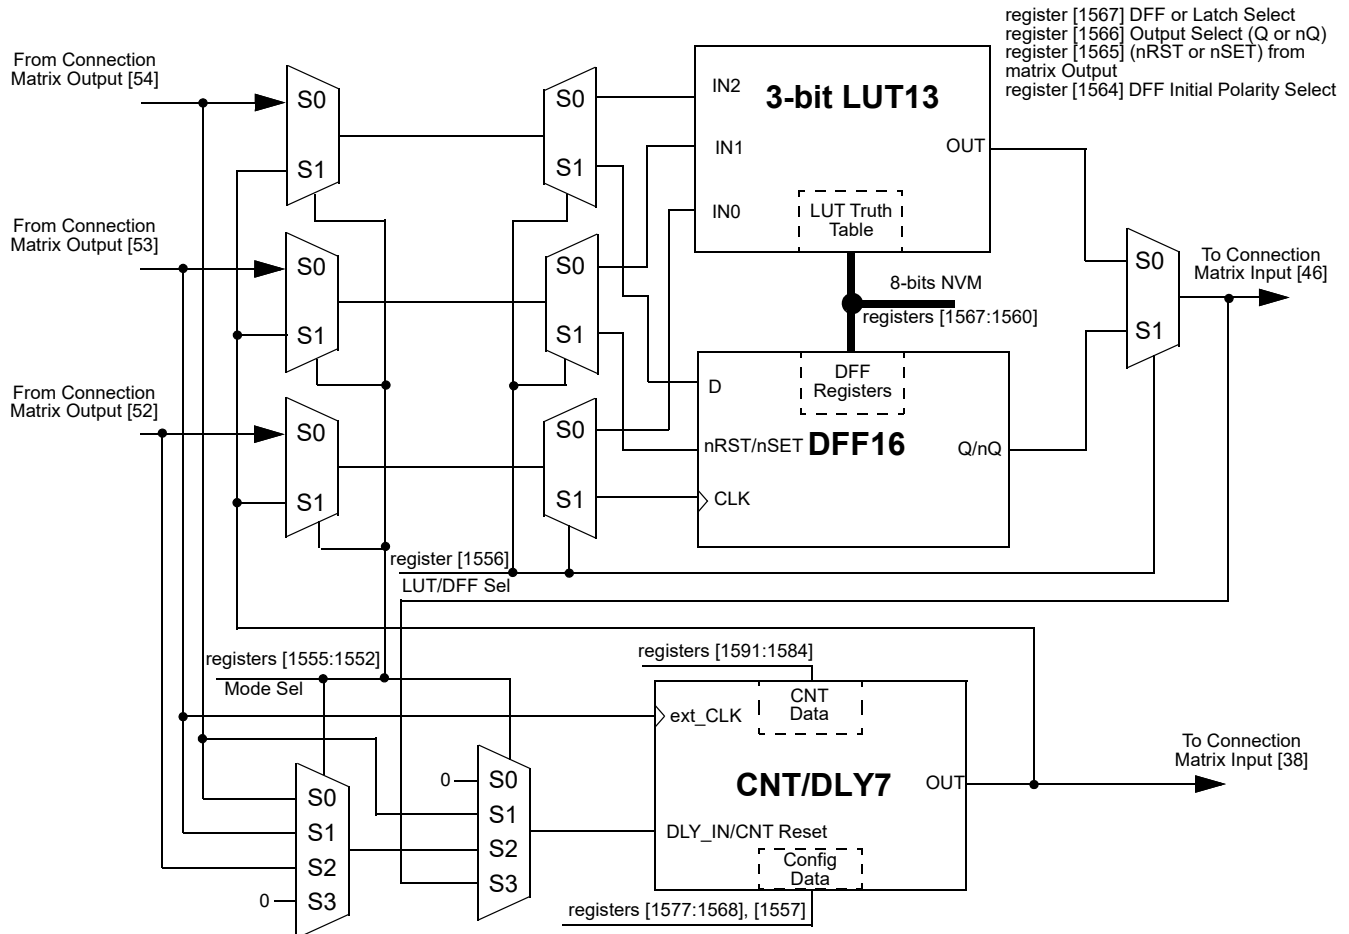 register [1567] DFF or Latch Select
register [1566] Output Select (Q or nQ)
register [1565] (nRST or nSET) from
matrix Output
register [1564] DFF Initial Polarity Select
From Connection
Matrix Output [54]
S0
S1
S0
S1
IN2
IN1
IN0
3-bit LUT13
OUT
LUT Truth
Table
From Connection
Matrix Output [53]
S0
S1
S0
S1
8-bits NVM
registers [1567:1560]
S0
S1
To Connection
Matrix Input [46]
From Connection
Matrix Output [52]
S0
S1
S0
S1
D
nRST/nSET
CLK
DFF
Registers
DFF16
Q/nQ
register [1556]
LUT/DFF Sel
registers [1555:1552]
Mode Sel
registers [1591:1584]
ext_CLK
CNT
Data
CNT/DLY7
OUT
DLY_IN/CNT Reset
Config
Data
To Connection
Matrix Input [38]
0
S0
S1
S2
S3
S0
S1
S2
S3
0
registers [1577:1568], [1557]